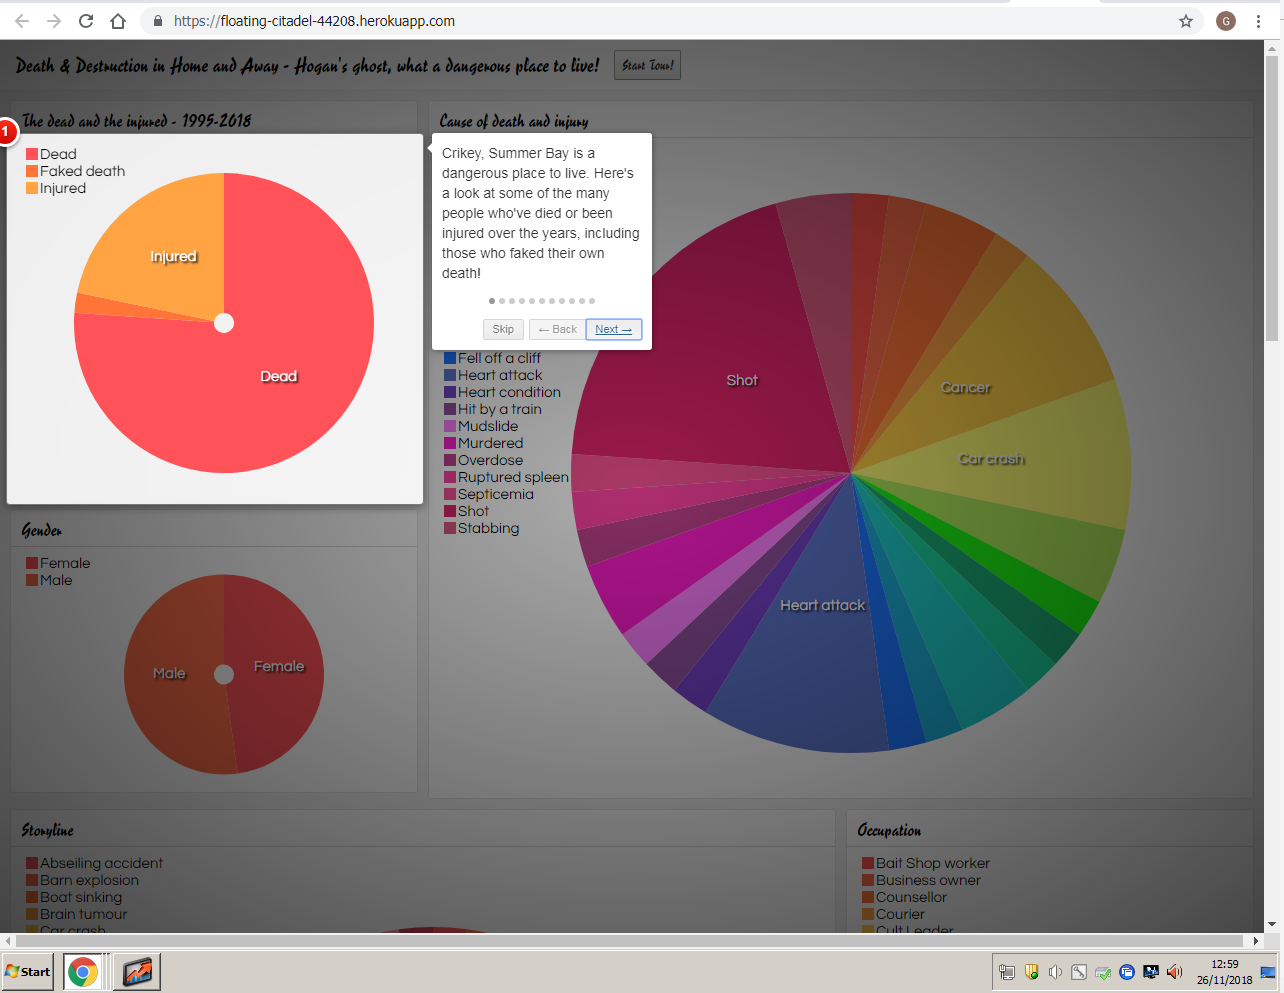 https://floating-citadel-44208.herokuapp.com
G
Death & Destruction in Home and Away - Hogan's ghost, what a dangerous place to live!
Start Tour!
The dead and the injured - 1995-2018
1
Dead
Faked death
Injured
Injured
Dead
Cause of death and injury
Crikey, Summer Bay is a
dangerous place to live. Here's
a look at some of the many
people who've died or been
injured over the years, including
those who faked their own
death!
Skip
← Back
Next →
Fell off a cliff
Heart attack
Heart condition
Hit by a train
Mudslide
Murdered
Overdose
Ruptured spleen
Septicemia
Shot
Stabbing
Shot
Cancer
Car crash
Heart attack
Gender
Female
Male
Male
Female
Storyline
Abseiling accident
Barn explosion
Boat sinking
Brain tumour
Car crash
Occupation
Bait Shop worker
Business owner
Counsellor
Courier
Cult Leader
Start
12:59
26/11/2018